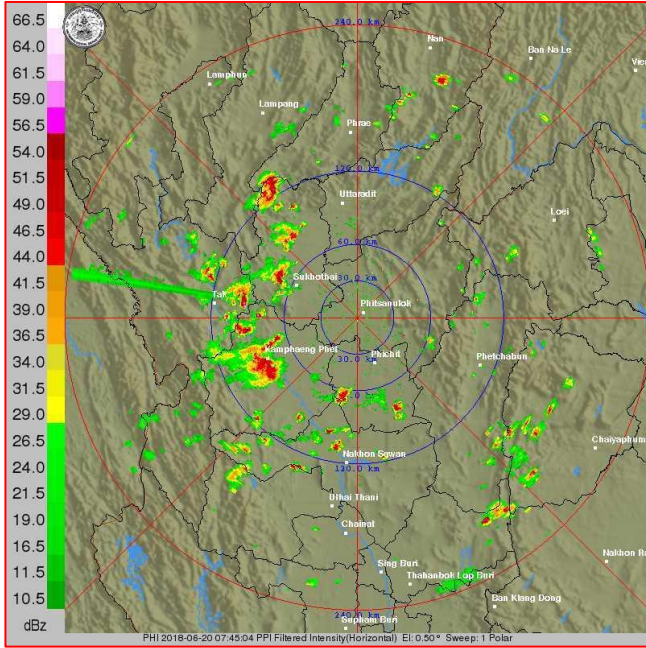 66.5
64.0
61.5
59.0
56.5
54.0
51.5
49.0
46.5
44.0
41.5
39.0
36.5
34.0
31.5
29.0
26.5
24.0
21.5
19.0
16.5
14.0
11.5
10.5
dBz
240.0 km
Nan
Ban Na Le
Lamphun
Lampang
Phrae
120.0 km
Uttaradit
Loei
60.0 km
Sukhothai
30.0 km
Tak
Phitsanulok
Kamphaeng Phet
30.0 km
Phichit
Phetchabun
Chaiyaphum
Nakhon Sawan
120.0 km
Uthai Thani
Chainat
Nakhon Ra
Sing Buri
Thahanbok Lop Buri
Ban Klang Dong
240.0 km
Suphan Buri
PHI 2018-06-20 07:45:04 PPI Filtered Intensity(Horizontal) El: 0.50° Sweep: 1 Polar